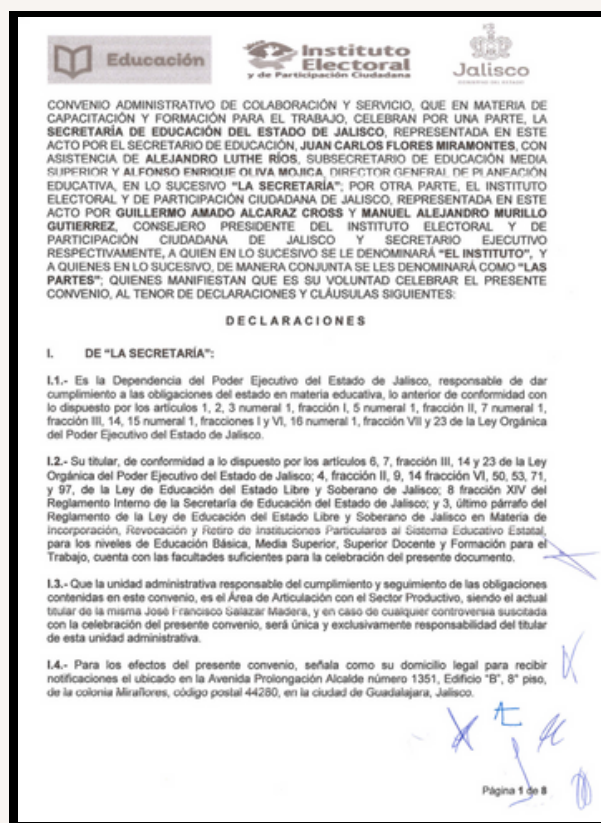 Educación
Instituto
Electoral
y de Participación Ciudadana
Jalisco
CONVENIO ADMINISTRATIVO DE COLABORACIÓN Y SERVICIO, QUE EN MATERIA DE
CAPACITACIÓN Y FORMACIÓN PARA EL TRABAJO, CELEBRAN POR UNA PARTE, LA
SECRETARÍA DE EDUCACIÓN DEL ESTADO DE JALISCO, REPRESENTADA EN ESTE
ACTO POR EL SECRETARIO DE EDUCACIÓN, JUAN CARLOS FLORES MIRAMONTES, CON
ASISTENCIA DE ALEJANDRO LUTHE RÍOS, SUBSECRETARIO DE EDUCACIÓN MEDIA
SUPERIOR Y ALFONSO ENRIQUE OLIVA MOJICA, DIRECTOR GENERAL DE PLANEACIÓN
EDUCATIVA, EN LO SUCESIVO "LA SECRETARÍA"; POR OTRA PARTE, EL INSTITUTO
ELECTORAL Y DE PARTICIPACIÓN CIUDADANA DE JALISCO, REPRESENTADA EN ESTE
ACTO POR GUILLERMO AMADO ALCARAZ CROSS Y MANUEL ALEJANDRO MURILLO
GUTIERREZ, CONSEJERO PRESIDENTE DEL INSTITUTO ELECTORAL Y DE
PARTICIPACIÓN CIUDADANA DE JALISCO Y SECRETARIO EJECUTIVO
RESPECTIVAMENTE, A QUIEN EN LO SUCESIVO SE LE DENOMINARÁ "EL INSTITUTO", Y
A QUIENES EN LO SUCESIVO, DE MANERA CONJUNTA SE LES DENOMINARÁ COMO "LAS
PARTES"; QUIENES MANIFIESTAN QUE ES SU VOLUNTAD CELEBRAR EL PRESENTE
CONVENIO, AL TENOR DE DECLARACIONES Y CLÁUSULAS SIGUIENTES:
DECLARACIONES
I. DE "LA SECRETARÍA":
I.1.- Es la Dependencia del Poder Ejecutivo del Estado de Jalisco, responsable de dar
cumplimiento a las obligaciones del estado en materia educativa, lo anterior de conformidad con
lo dispuesto por los artículos 1, 2, 3 numeral 1, fracción I, 5 numeral 1, fracción II, 7 numeral 1,
fracción III, 14, 15 numeral 1, fracciones I y VI, 16 numeral 1, fracción VII y 23 de la Ley Orgánica
del Poder Ejecutivo del Estado de Jalisco.
I.2.- Su titular, de conformidad a lo dispuesto por los artículos 6, 7, fracción III, 14 y 23 de la Ley
Orgánica del Poder Ejecutivo del Estado de Jalisco; 4, fracción II, 9, 14 fracción VI, 50, 53, 71,
y 97, de la Ley de Educación del Estado Libre y Soberano de Jalisco; 8 fracción XIV del
Reglamento Interno de la Secretaría de Educación del Estado de Jalisco; y 3, último párrafo del
Reglamento de la Ley de Educación del Estado Libre y Soberano de Jalisco en Materia de
Incorporación, Revocación y Retiro de Instituciones Particulares al Sistema Educativo Estatal,
para los niveles de Educación Básica, Media Superior, Superior Docente y Formación para el
Trabajo, cuenta con las facultades suficientes para la celebración del presente documento.
I.3.- Que la unidad administrativa responsable del cumplimiento y seguimiento de las obligaciones
contenidas en este convenio, es el Área de Articulación con el Sector Productivo, siendo el actual
titular de la misma José Francisco Salazar Madera, y en caso de cualquier controversia suscitada
con la celebración del presente convenio, será única y exclusivamente responsabilidad del titular
de esta unidad administrativa.
I.4.- Para los efectos del presente convenio, señala como su domicilio legal para recibir
notificaciones el ubicado en la Avenida Prolongación Alcalde número 1351, Edificio "B", 8° piso,
de la colonia Miraflores, código postal 44280, en la ciudad de Guadalajara, Jalisco.
Página 1 de 8